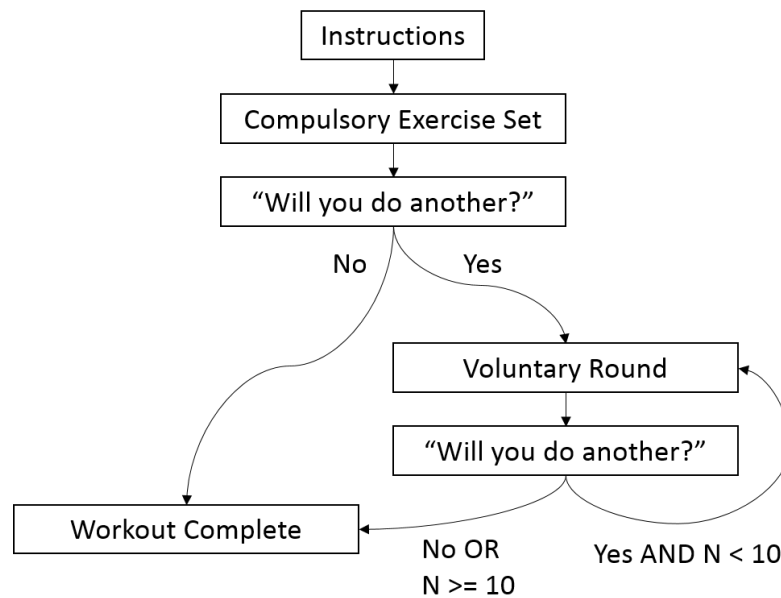 Instructions
Compulsory Exercise Set
“Will you do another?”
No
Yes
Voluntary Round
“Will you do another?”
Workout Complete
No OR
N >= 10
Yes AND N < 10